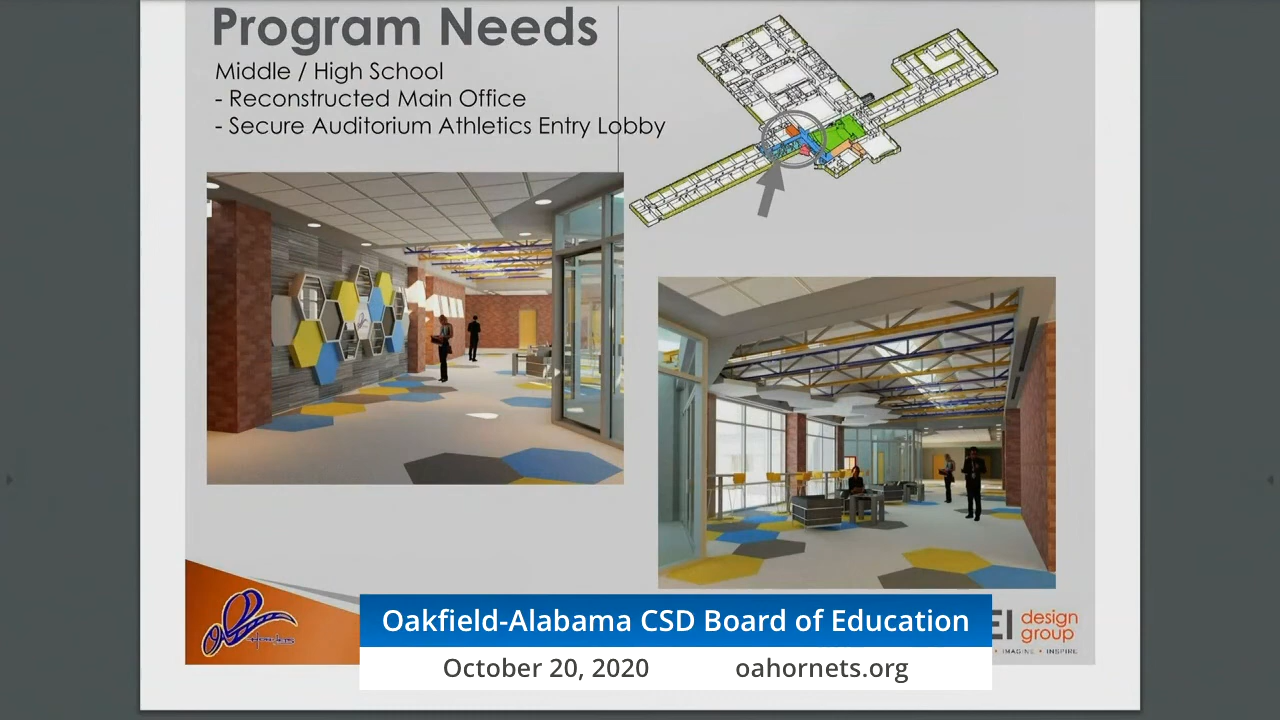 Program Needs
Middle / High School
- Reconstructed Main Office
- Secure Auditorium Athletics Entry Lobby
Oakfield-Alabama CSD Board of Education
October 20, 2020 oahornets.org
design
group
• IMAGINE • INSPIRE